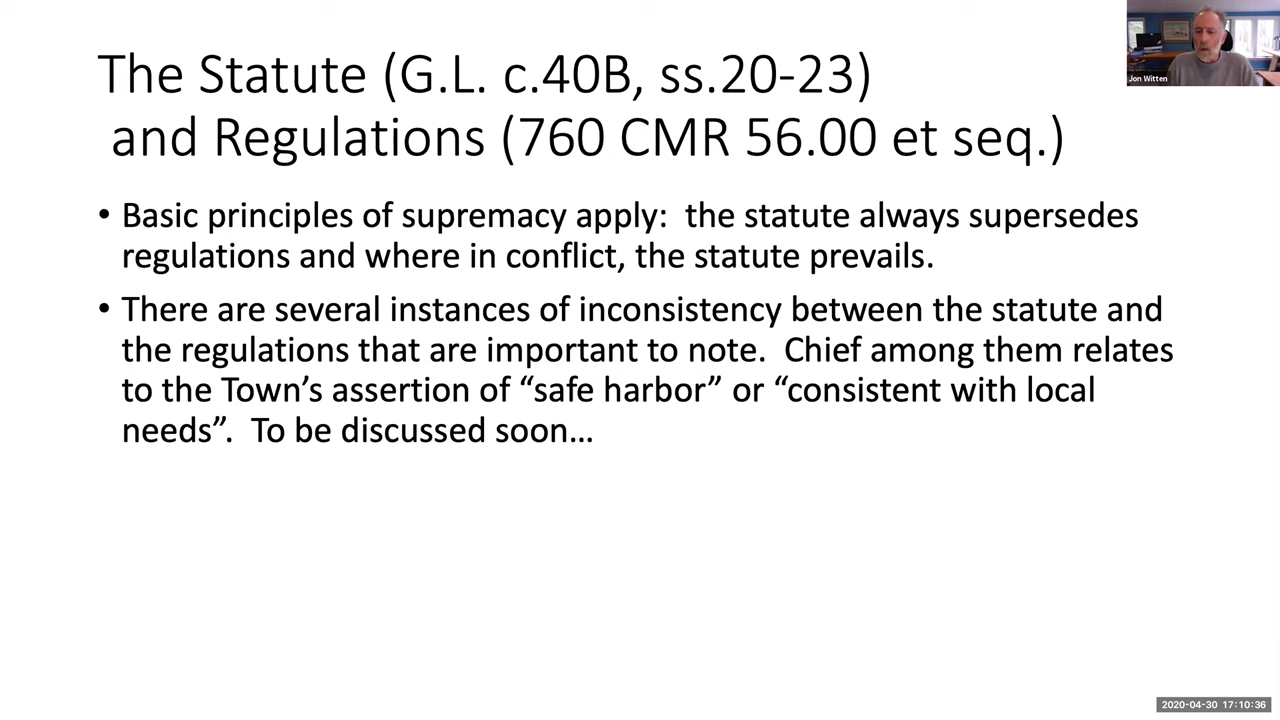 The Statute (G.L. c.40B, ss.20-23)
and Regulations (760 CMR 56.00 et seq.)
• Basic principles of supremacy apply:  the statute always supersedes
regulations and where in conflict, the statute prevails.
• There are several instances of inconsistency between the statute and
the regulations that are important to note.  Chief among them relates
to the Town’s assertion of “safe harbor” or “consistent with local
needs”.  To be discussed soon…
Jon Witten
2020-04-30 17:10:36